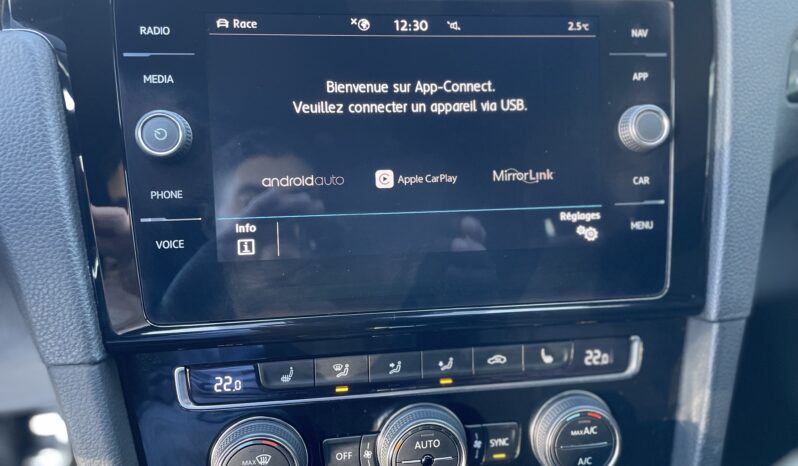 RADIO
MEDIA
PHONE
VOICE
Race
12:30
2.5°C
Bienvenue sur App-Connect.
Veuillez connecter un appareil via USB.
androidauto
Apple CarPlay
MirrorLink
Info
i
Réglages
NAV
APP
CAR
MENU
22.0
22.0
MAX
OFF
AUTO
SYNC
MAX A/C
A/C